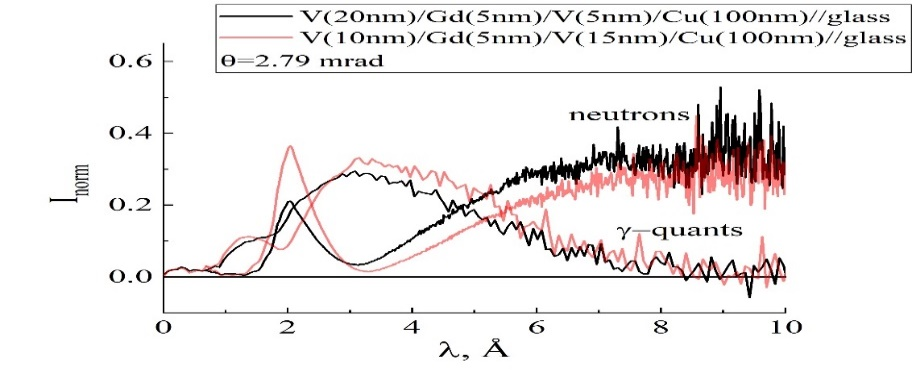 V(20nm)/Gd(5nm)/V(5nm)/Cu(100nm)//glass
V(10nm)/Gd(5nm)/V(15nm)/Cu(100nm)//glass
θ=2.79 mrad
0.6
0.4
0.2
0.0
I_norm
neutrons
γ−quants
0 2 4 6 8 10
λ, Å